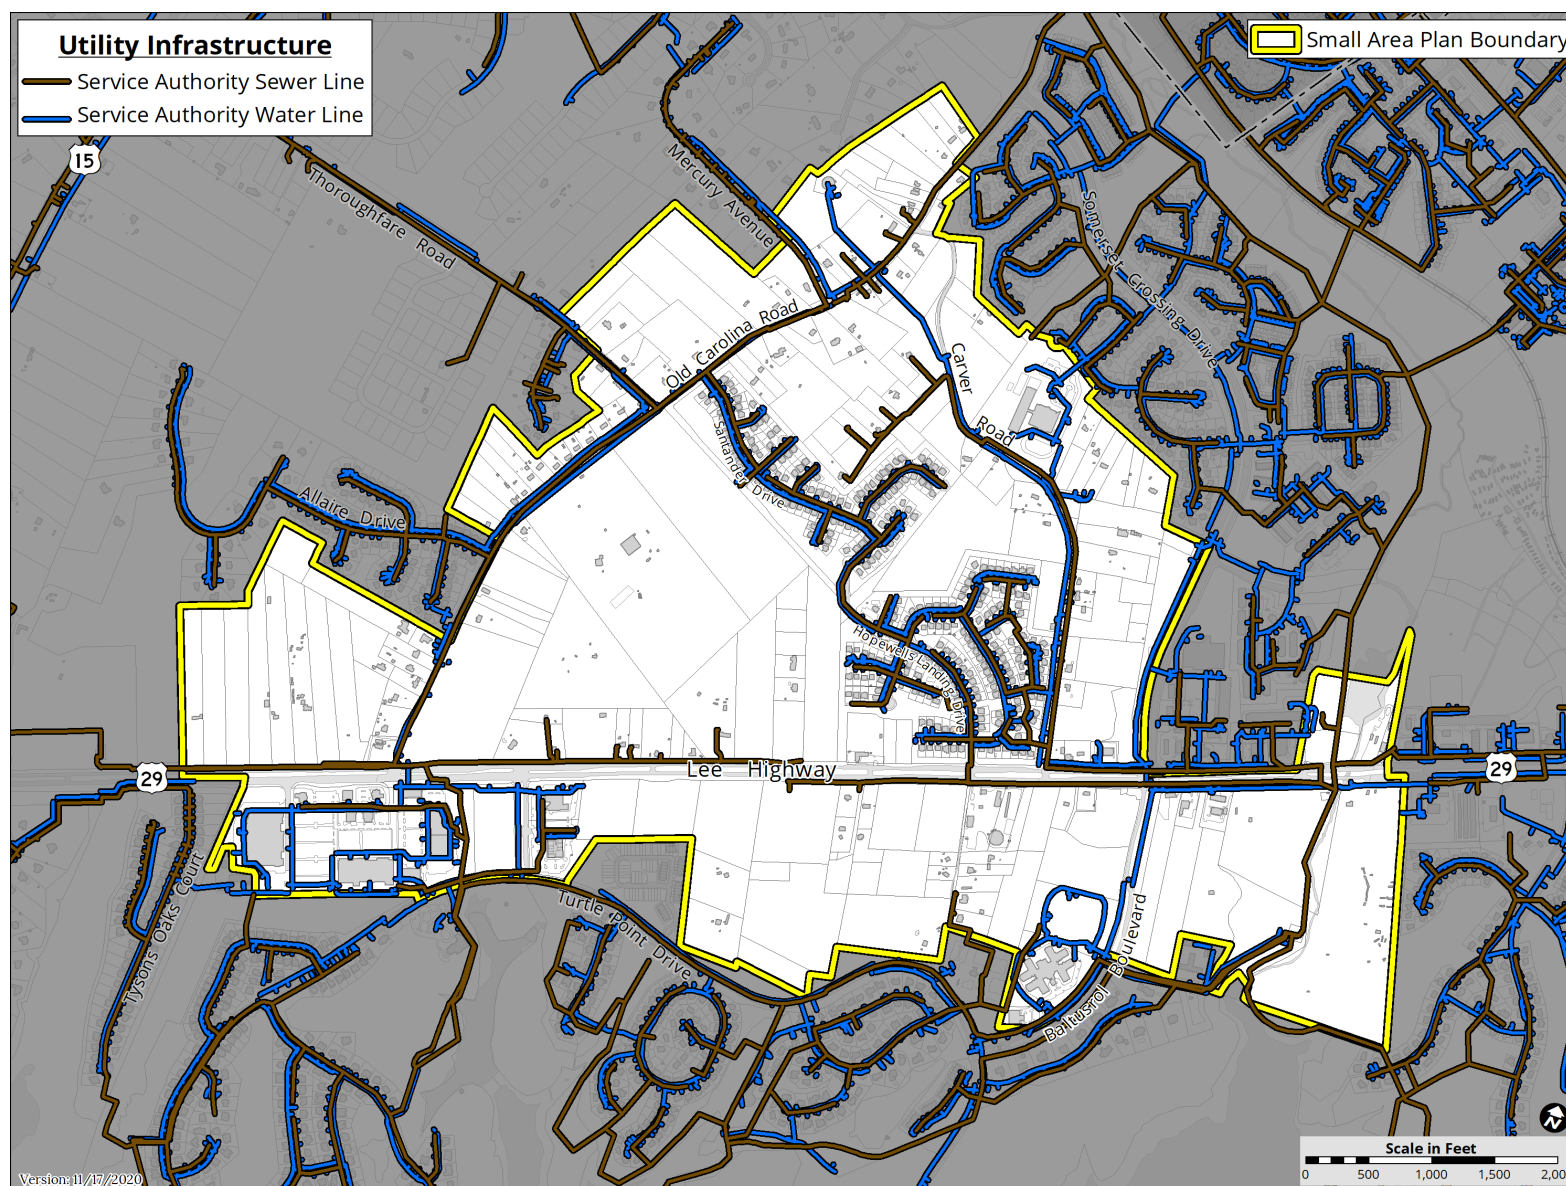 Utility Infrastructure
Service Authority Sewer Line
Service Authority Water Line
Small Area Plan Boundary
15
Thoroughfare Road
Mercury Avenue
Somerset Crossing Drive
Old Carolina Road
Carver Road
Santander Drive
Allaire Drive
Hopewells Landing Drive
Lee Highway
29
29
Tysons Oaks Court
Turtle Point Drive
Baltusrol Boulevard
N
Scale in Feet
0 500 1,000 1,500 2,00
Version: 11/17/2020